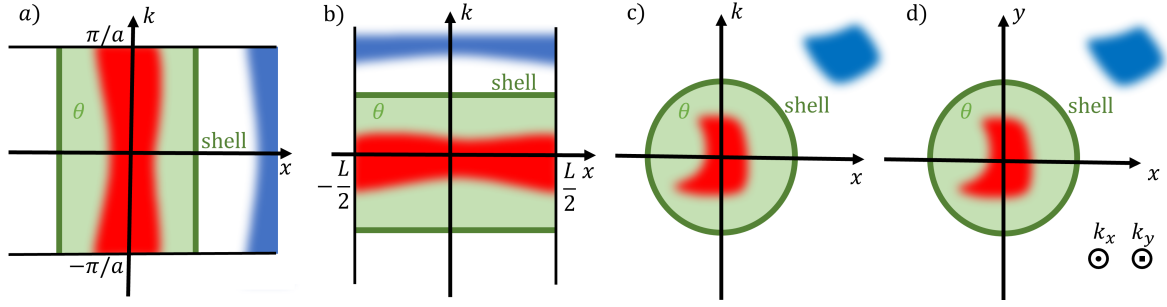 a)
k
π/a
θ
shell
x
−π/a
b)
k
shell
θ
x
−L/2
L/2
c)
k
θ
shell
x
d)
y
θ
shell
x
k_x
k_y